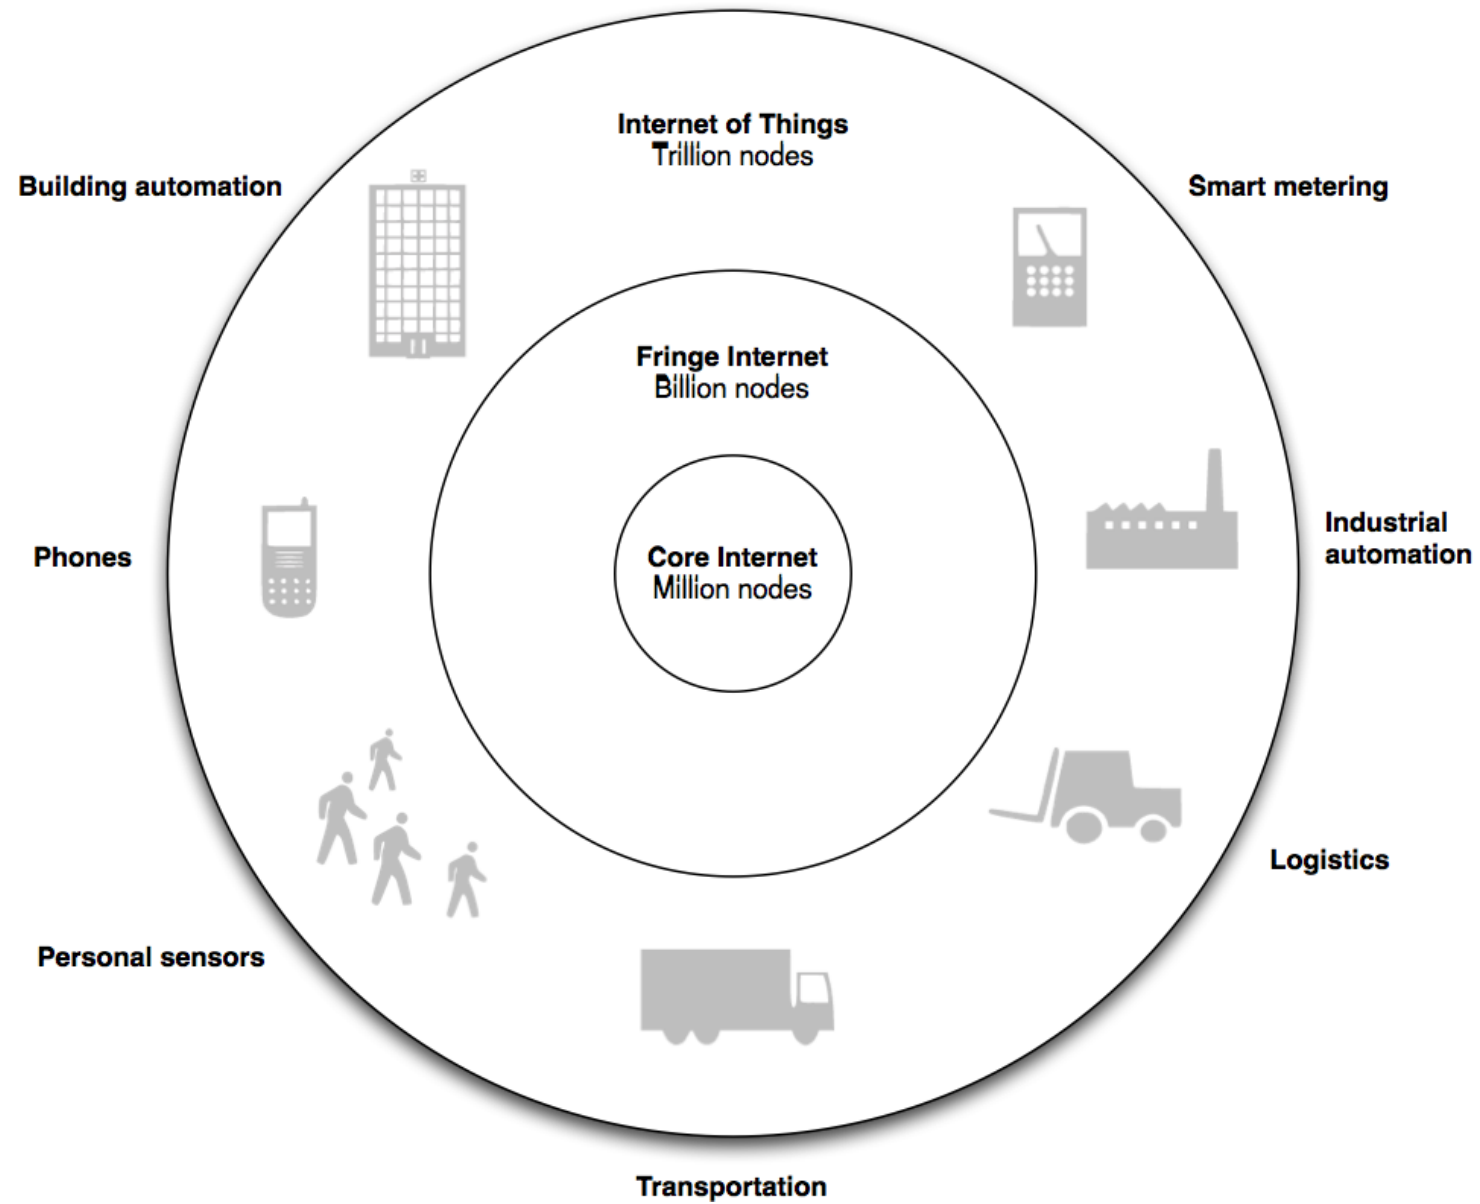 Internet of Things
Trillion nodes
Building automation
Smart metering
Fringe Internet
Billion nodes
Phones
Core Internet
Million nodes
Industrial
automation
Logistics
Personal sensors
Transportation